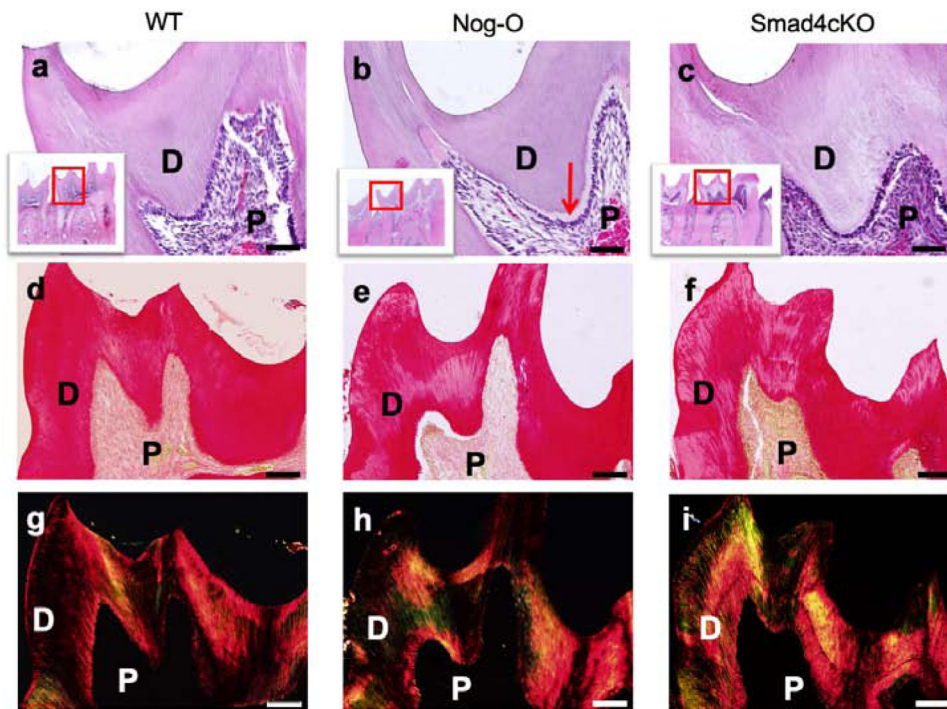 WT Nog-O Smad4cKO
a b c
D D D
P P P
d e f
D D D
P P P
g h i
D D D
P P P